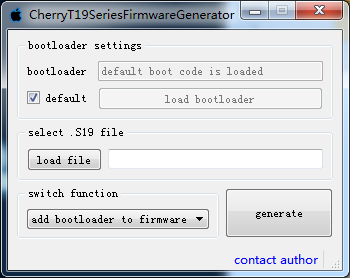 CherryT19SeriesFirmwareGenerator
bootloader settings
bootloader default boot code is loaded
default load bootloader
select .S19 file
load file
switch function
add bootloader to firmware
generate
contact author